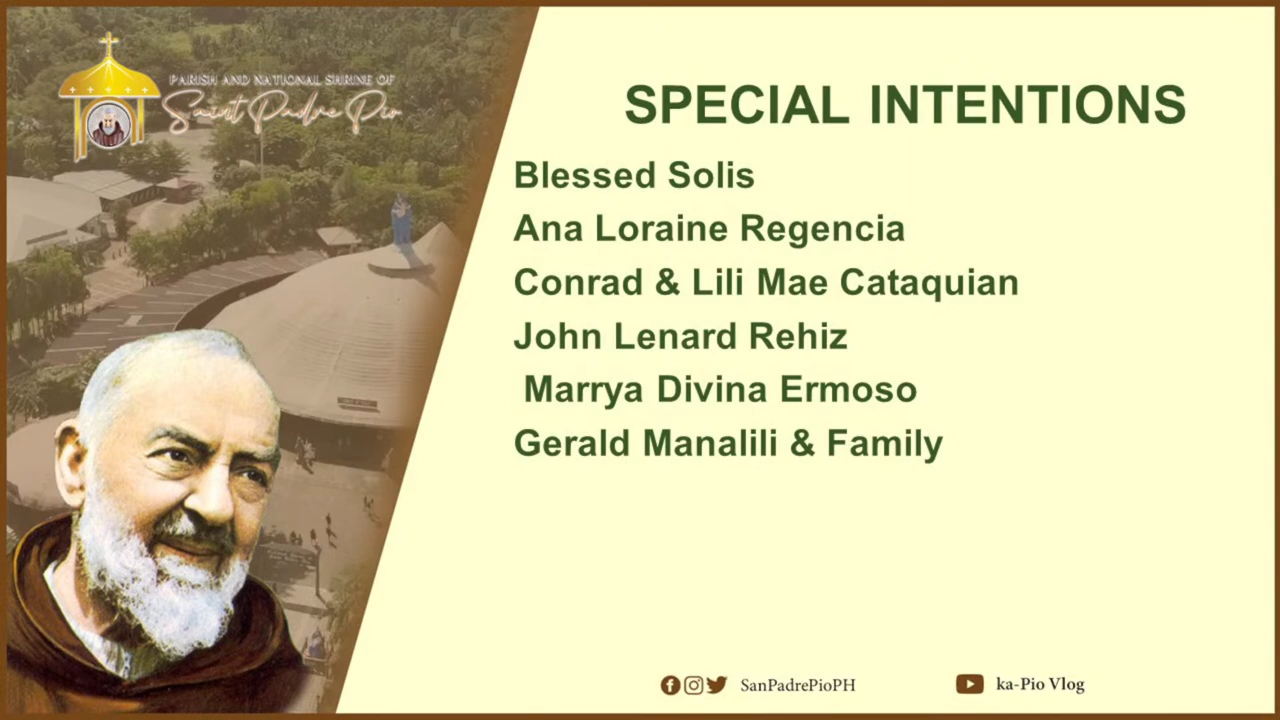 PARISH AND NATIONAL SHRINE OF
Saint Padre Pio
SPECIAL INTENTIONS
Blessed Solis
Ana Loraine Regencia
Conrad & Lili Mae Cataquian
John Lenard Rehiz
Marrya Divina Ermoso
Gerald Manalili & Family
SanPadrePioPH
ka-Pio Vlog